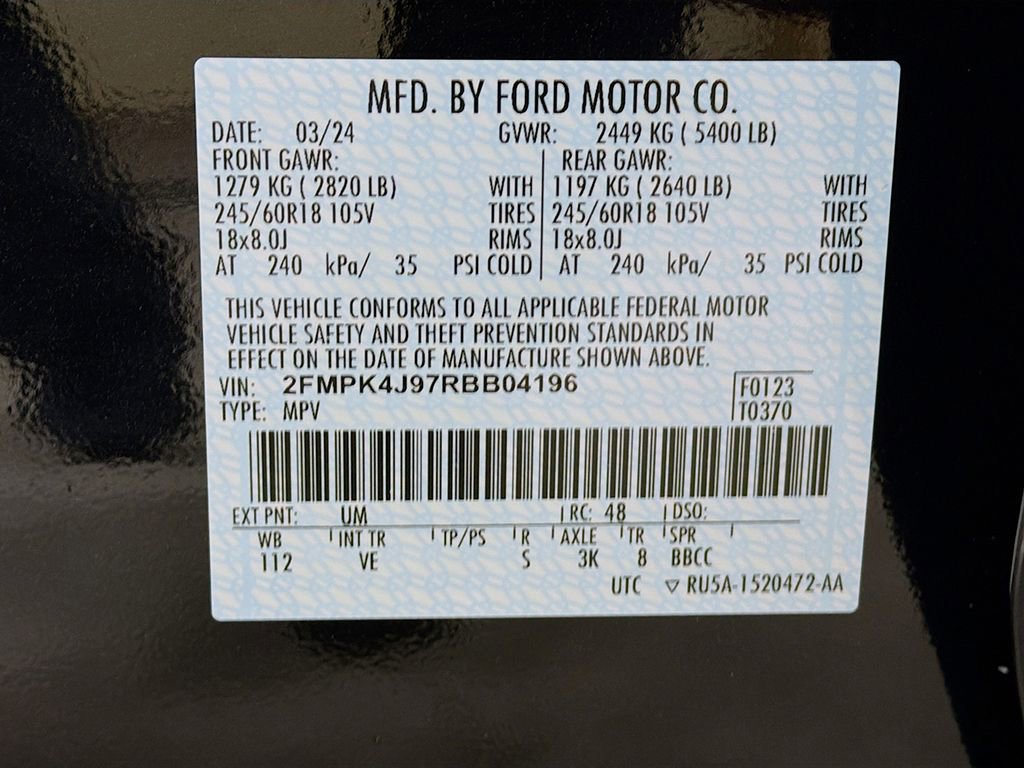 MFD. BY FORD MOTOR CO.
DATE: 03/24 GVWR: 2449 KG ( 5400 LB)
FRONT GAWR: REAR GAWR:
1279 KG ( 2820 LB) WITH 1197 KG ( 2640 LB) WITH
245/60R18 105V TIRES 245/60R18 105V TIRES
18x8.0J RIMS 18x8.0J RIMS
AT 240 kPa/ 35 PSI COLD AT 240 kPa/ 35 PSI COLD
THIS VEHICLE CONFORMS TO ALL APPLICABLE FEDERAL MOTOR
VEHICLE SAFETY AND THEFT PREVENTION STANDARDS IN
EFFECT ON THE DATE OF MANUFACTURE SHOWN ABOVE.
VIN: 2FMPK4J97RBB04196 F0123
TYPE: MPV T0370
EXT PNT: UM RC: 48 DSO:
WB INT TR TP/PS R AXLE TR SPR
112 VE S 3K 8 BBCC
UTC ▽ RU5A-1520472-AA